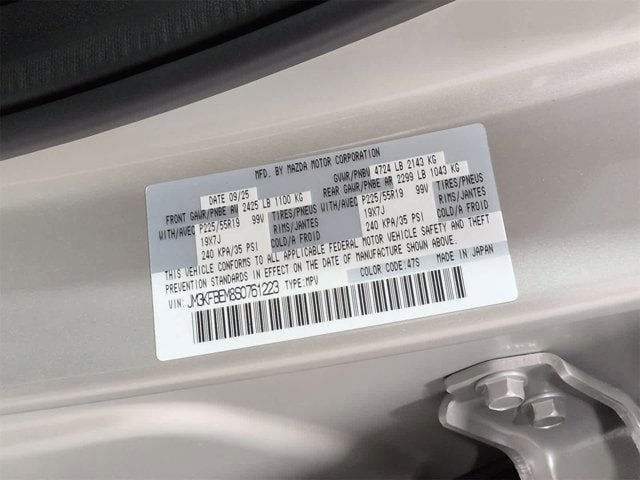 MFD. BY MAZDA MOTOR CORPORATION
DATE 09/25 GVWR/PNBV 4724 LB 2143 KG
FRONT GAWR/PNBE AV 2425 LB 1100 KG REAR GAWR/PNBE AR 2299 LB 1043 KG
WITH/AVEC P225/55R19 99V TIRES/PNEUS WITH/AVEC P225/55R19 99V TIRES/PNEUS
19X7J RIMS/JANTES 19X7J RIMS/JANTES
240 KPA/35 PSI COLD/A FROID 240 KPA/35 PSI COLD/A FROID
THIS VEHICLE CONFORMS TO ALL APPLICABLE FEDERAL MOTOR VEHICLE SAFETY AND THEFT
PREVENTION STANDARDS IN EFFECT ON THE DATE OF MANUFACTURE SHOWN ABOVE.
VIN: JM3KFBEM8S0761223 TYPE:MPV COLOR CODE:47S MADE IN JAPAN